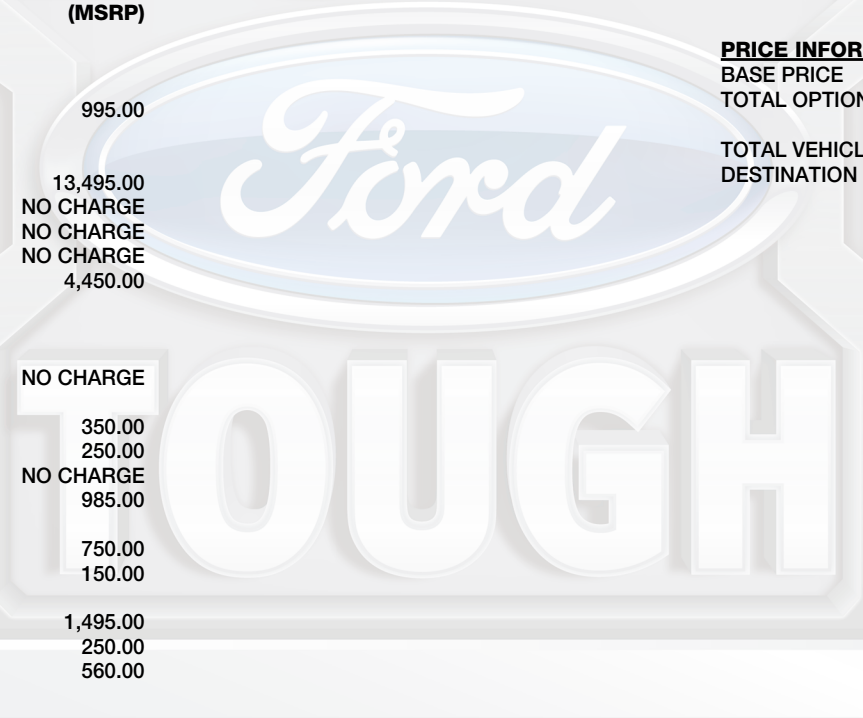 (MSRP)
995.00
13,495.00
NO CHARGE
NO CHARGE
NO CHARGE
4,450.00
NO CHARGE
350.00
250.00
NO CHARGE
985.00
750.00
150.00
1,495.00
250.00
560.00
PRICE INFOR
BASE PRICE
TOTAL OPTION
TOTAL VEHICL
DESTINATION
Ford
TOUGH